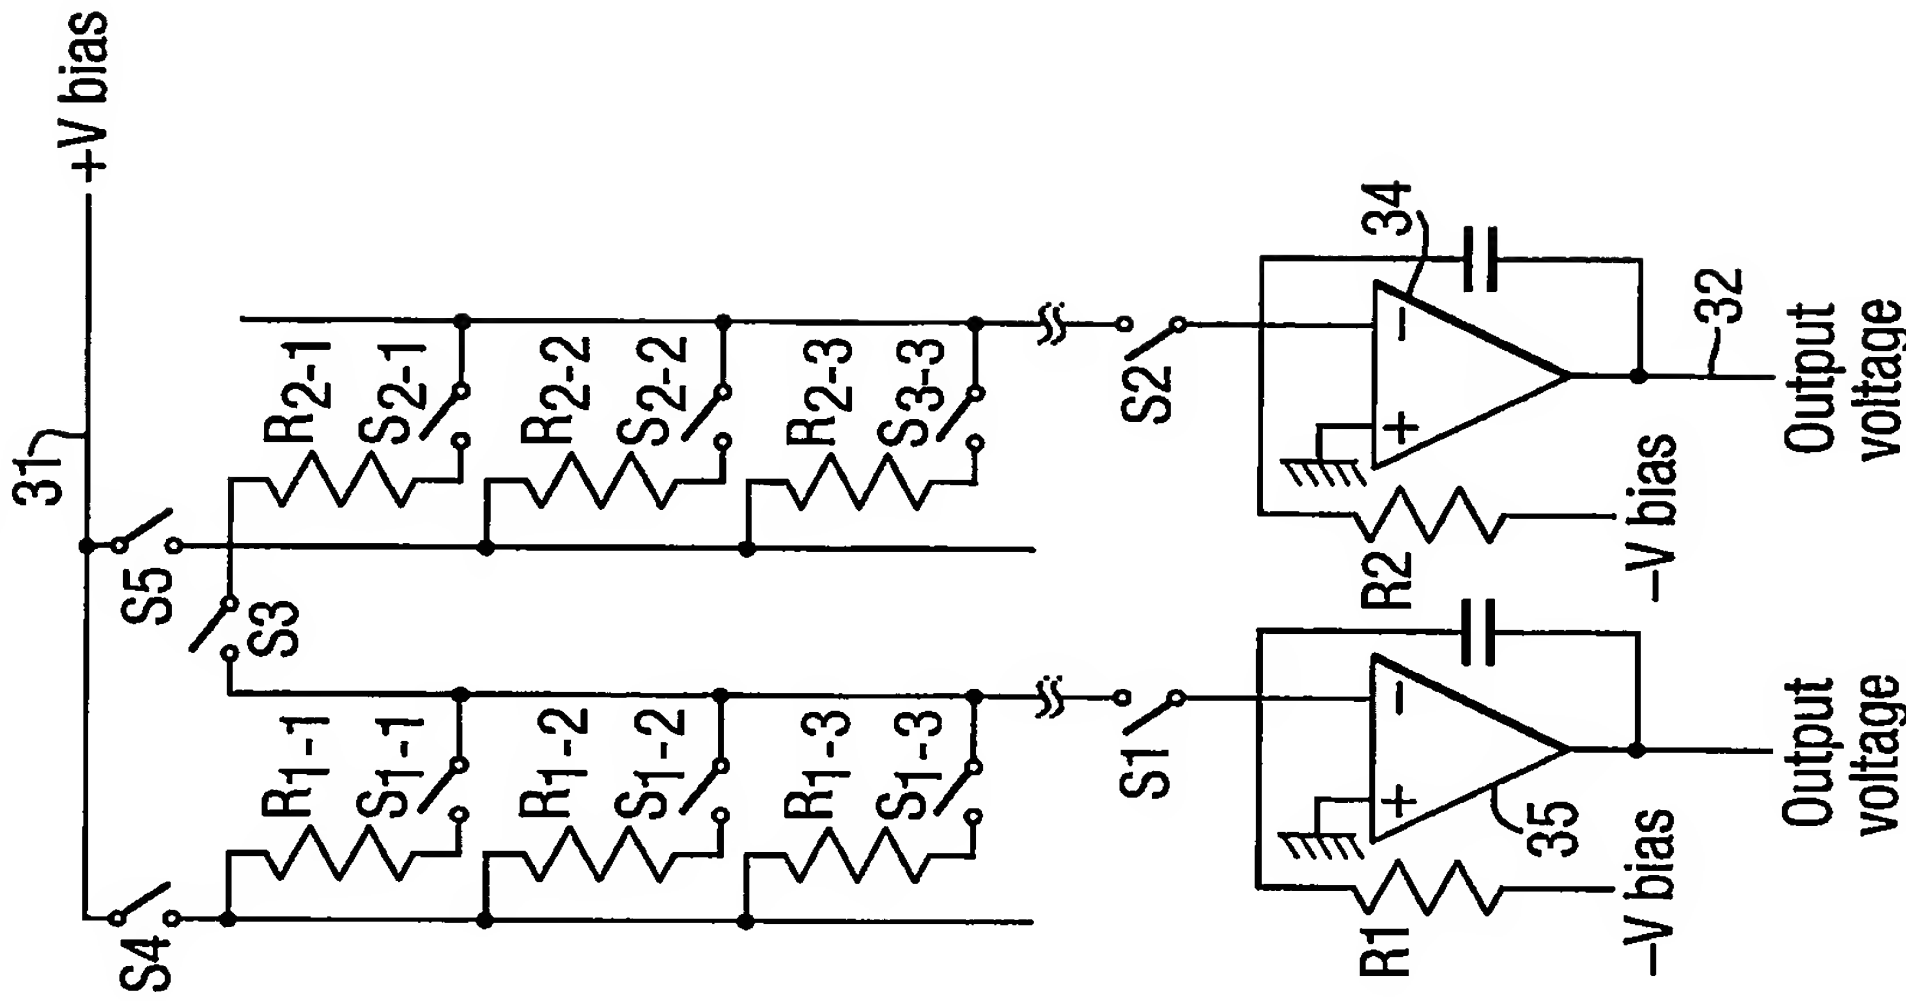 +V bias
31
S5
S3
S4
R2-1
S2-1
R2-2
S2-2
R2-3
S3-3
R1-1
S1-1
R1-2
S1-2
R1-3
S1-3
S2
S1
34
−
+
R2
−V bias
32
Output
voltage
35
−
+
R1
−V bias
Output
voltage